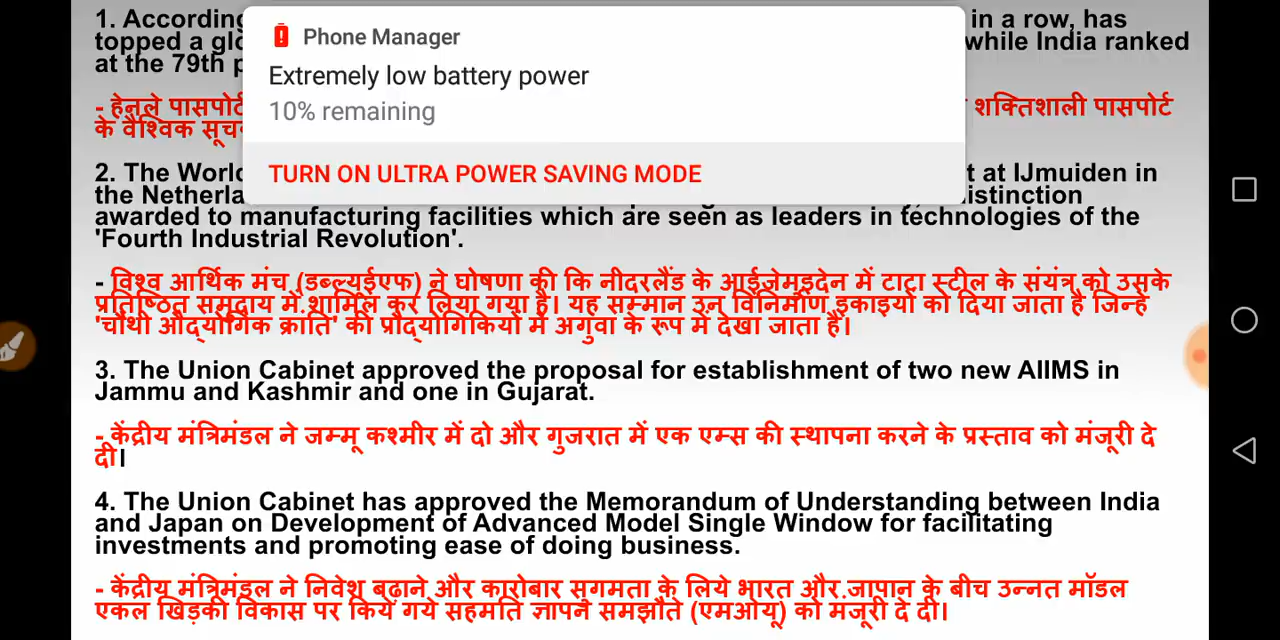 1. According
in a row, has
topped a glo
while India ranked
at the 79th p
- हेनले पासपोर्ट
शक्तिशाली पासपोर्ट
के वैश्विक सूच
Phone Manager
Extremely low battery power
10% remaining
TURN ON ULTRA POWER SAVING MODE
2. The World
t at IJmuiden in
the Netherla
istinction
awarded to manufacturing facilities which are seen as leaders in technologies of the
'Fourth Industrial Revolution'.
- विश्व आर्थिक मंच (डब्ल्यूईएफ) ने घोषणा की कि नीदरलैंड के आईजेमुइदेन में टाटा स्टील के संयंत्र को उसके
प्रतिष्ठित समुदाय में शामिल कर लिया गया है। यह सम्मान उन विनिर्माण इकाइयों को दिया जाता है जिन्हें
'चौथी औद्योगिक क्रांति' की प्रौद्योगिकियों में अगुवा के रूप में देखा जाता है।
3. The Union Cabinet approved the proposal for establishment of two new AIIMS in
Jammu and Kashmir and one in Gujarat.
- केंद्रीय मंत्रिमंडल ने जम्मू कश्मीर में दो और गुजरात में एक एम्स की स्थापना करने के प्रस्ताव को मंजूरी दे
दी।
4. The Union Cabinet has approved the Memorandum of Understanding between India
and Japan on Development of Advanced Model Single Window for facilitating
investments and promoting ease of doing business.
- केंद्रीय मंत्रिमंडल ने निवेश बढ़ाने और कारोबार सुगमता के लिये भारत और जापान के बीच उन्नत मॉडल
एकल खिड़की विकास पर किये गये सहमति ज्ञापन समझौते (एमओयू) को मंजूरी दे दी।